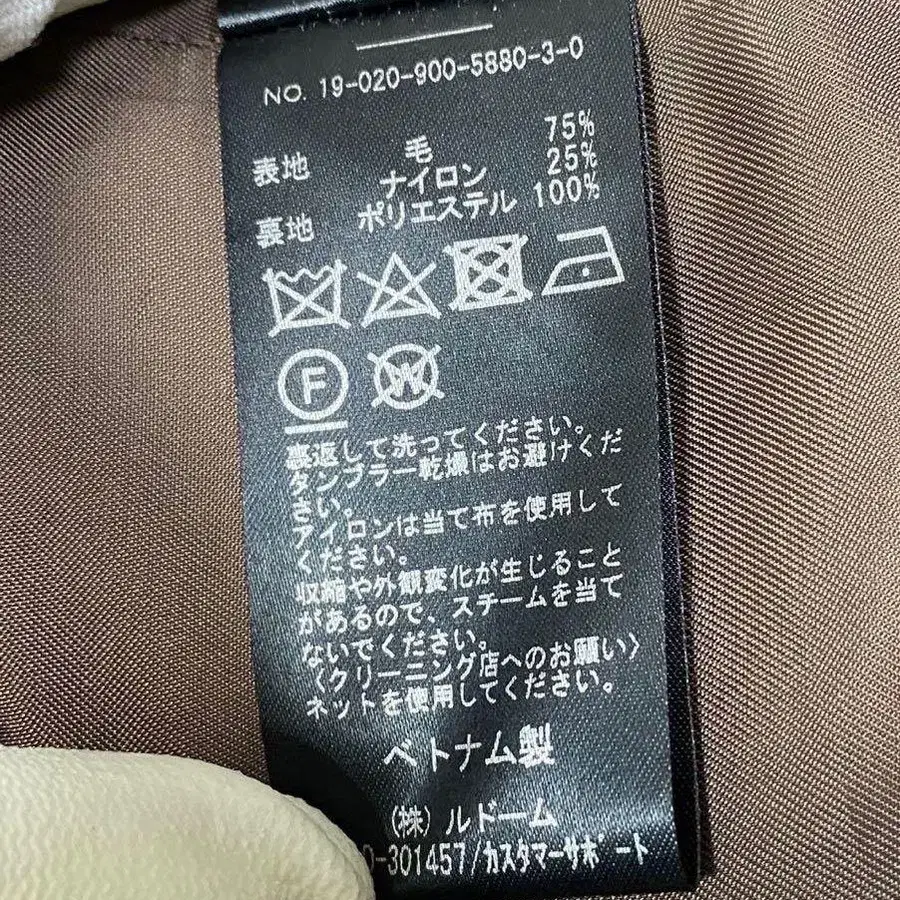 NO. 19-020-900-5880-3-0
表地 毛 75%
ナイロン 25%
裏地 ポリエステル 100%
F W
裏返して洗ってください。
タンブラー乾燥はお避けくだ
さい。
アイロンは当て布を使用して
ください。
収縮や外観変化が生じること
があるので、スチームを当て
ないでください。
〈クリーニング店へのお願い〉
ネットを使用してください。
ベトナム製
(株)ルドーム
0-301457/カスタマーサポート